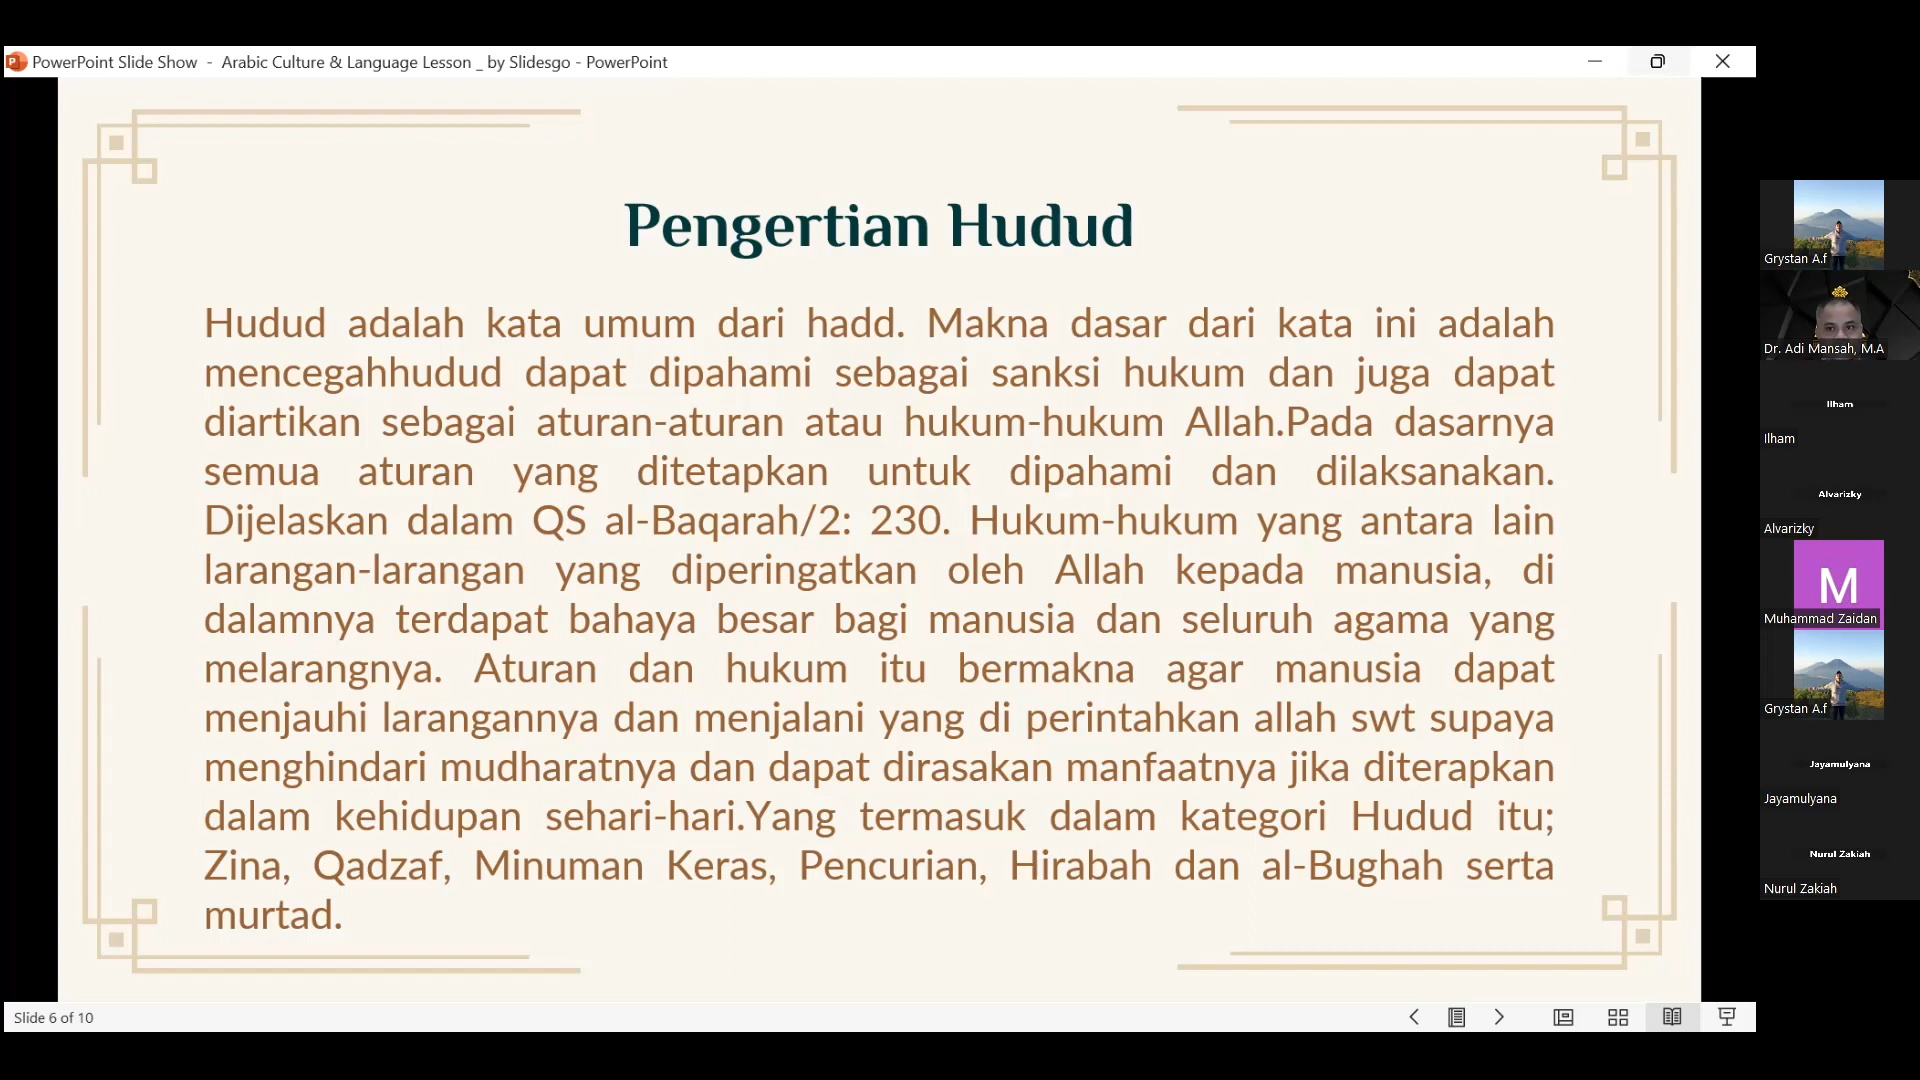 PowerPoint Slide Show - Arabic Culture & Language Lesson _ by Slidesgo - PowerPoint
Pengertian Hudud
Hudud adalah kata umum dari hadd. Makna dasar dari kata ini adalah
mencegahhudud dapat dipahami sebagai sanksi hukum dan juga dapat
diartikan sebagai aturan-aturan atau hukum-hukum Allah.Pada dasarnya
semua aturan yang ditetapkan untuk dipahami dan dilaksanakan.
Dijelaskan dalam QS al-Baqarah/2: 230. Hukum-hukum yang antara lain
larangan-larangan yang diperingatkan oleh Allah kepada manusia, di
dalamnya terdapat bahaya besar bagi manusia dan seluruh agama yang
melarangnya. Aturan dan hukum itu bermakna agar manusia dapat
menjauhi larangannya dan menjalani yang di perintahkan allah swt supaya
menghindari mudharatnya dan dapat dirasakan manfaatnya jika diterapkan
dalam kehidupan sehari-hari.Yang termasuk dalam kategori Hudud itu;
Zina, Qadzaf, Minuman Keras, Pencurian, Hirabah dan al-Bughah serta
murtad.
Slide 6 of 10
Grystan A.f
Dr. Adi Mansah, M.A
Ilham
Ilham
Alvarizky
Alvarizky
M
Muhammad Zaidan
Grystan A.f
Jayamulyana
Jayamulyana
Nurul Zakiah
Nurul Zakiah